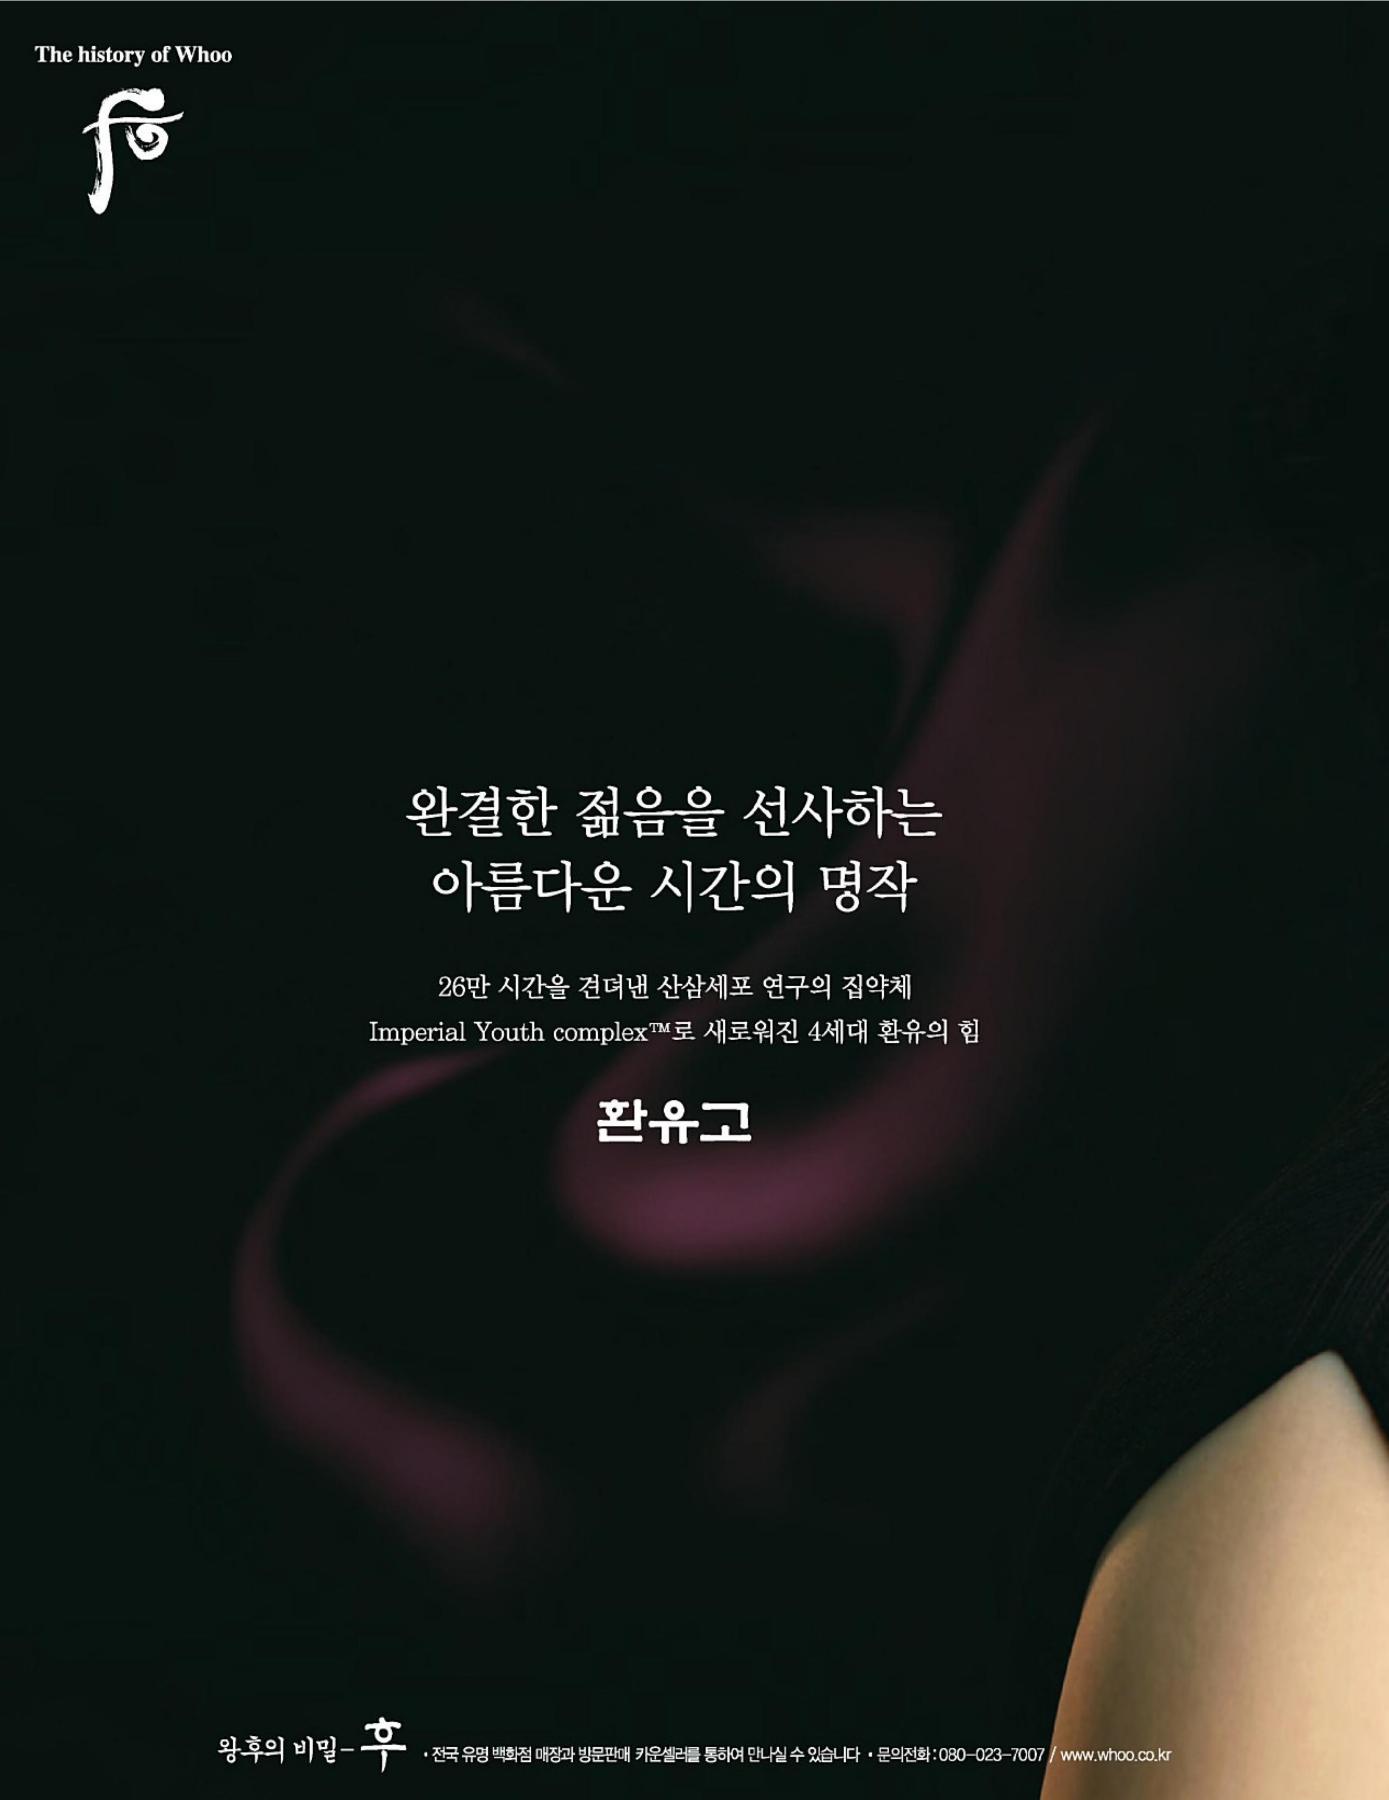 The history of Whoo
완결한 젊음을 선사하는
아름다운 시간의 명작
26만 시간을 견뎌낸 산삼세포 연구의 집약체
Imperial Youth complex™로 새로워진 4세대 환유의 힘
환유고
왕후의 비밀-후 ・전국 유명 백화점 매장과 방문판매 카운셀러를 통하여 만나실 수 있습니다 ・문의전화:080-023-7007 / www.whoo.co.kr